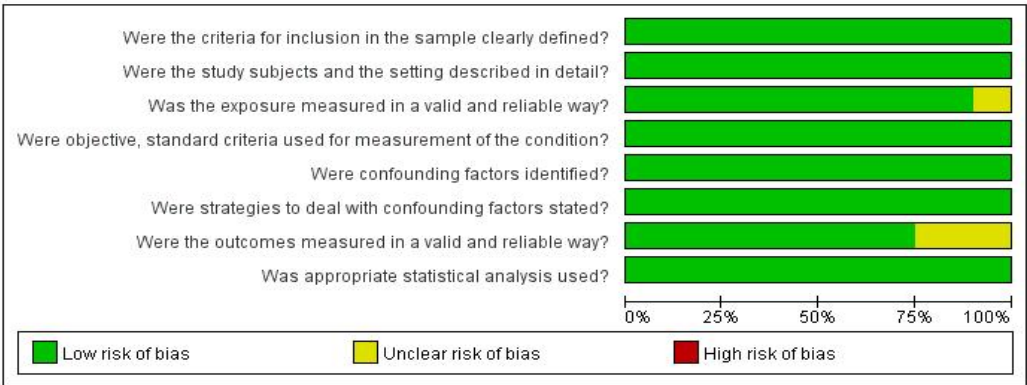 Were the criteria for inclusion in the sample clearly defined?
Were the study subjects and the setting described in detail?
Was the exposure measured in a valid and reliable way?
Were objective, standard criteria used for measurement of the condition?
Were confounding factors identified?
Were strategies to deal with confounding factors stated?
Were the outcomes measured in a valid and reliable way?
Was appropriate statistical analysis used?
0% 25% 50% 75% 100%
Low risk of bias Unclear risk of bias High risk of bias